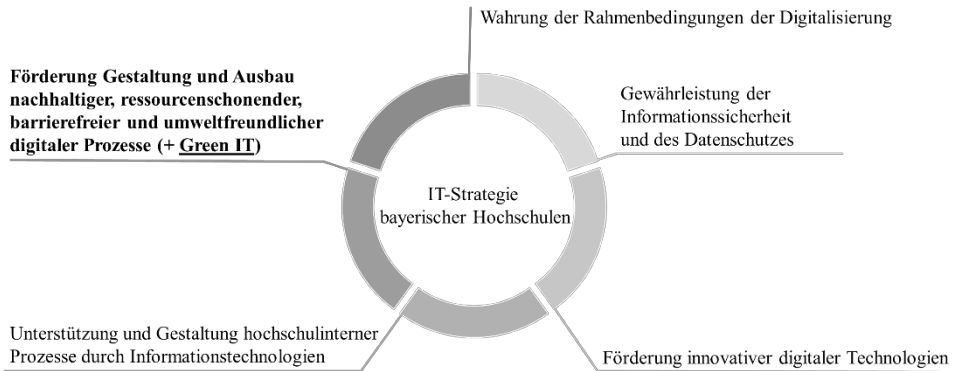 Wahrung der Rahmenbedingungen der Digitalisierung
Förderung Gestaltung und Ausbau
nachhaltiger, ressourcenschonender,
barrierefreier und umweltfreundlicher
digitaler Prozesse (+ Green IT)
Gewährleistung der
Informationssicherheit
und des Datenschutzes
IT-Strategie
bayerischer Hochschulen
Unterstützung und Gestaltung hochschulinterner
Prozesse durch Informationstechnologien
Förderung innovativer digitaler Technologien